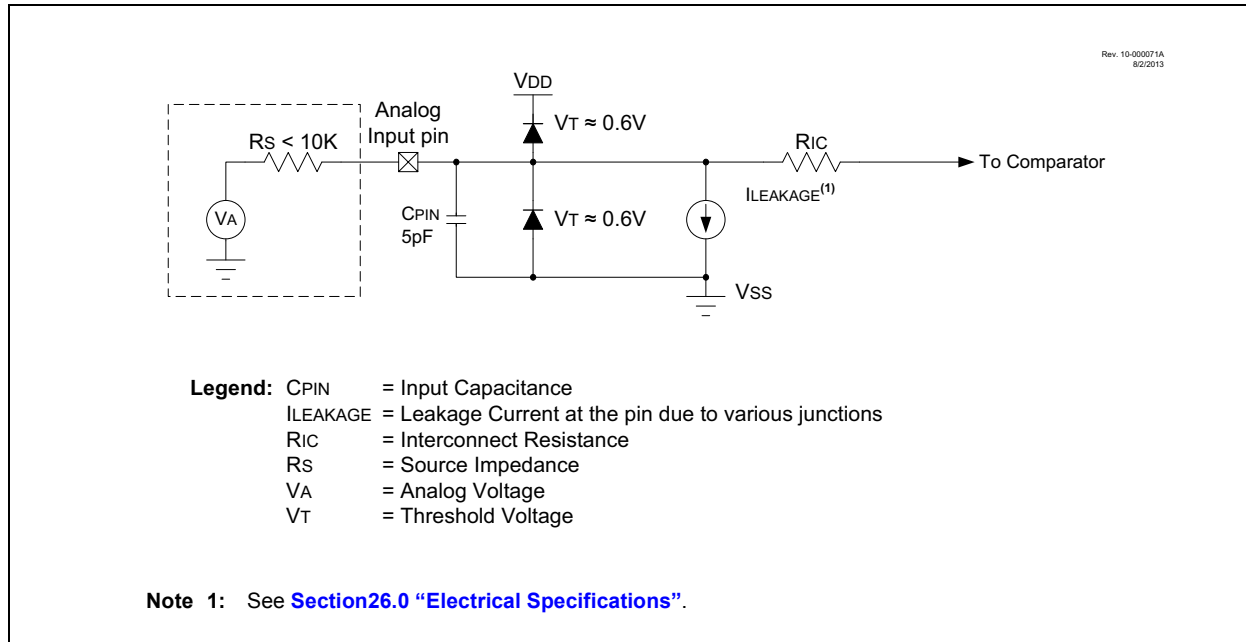 Rev. 10-000071A
8/2/2013
VDD
Analog
Input pin
VT ≈ 0.6V
RS < 10K
RIC
To Comparator
ILEAKAGE(1)
VA
CPIN
5pF
VT ≈ 0.6V
VSS
Legend: CPIN = Input Capacitance
ILEAKAGE = Leakage Current at the pin due to various junctions
RIC = Interconnect Resistance
RS = Source Impedance
VA = Analog Voltage
VT = Threshold Voltage
Note 1: See Section26.0 “Electrical Specifications”.